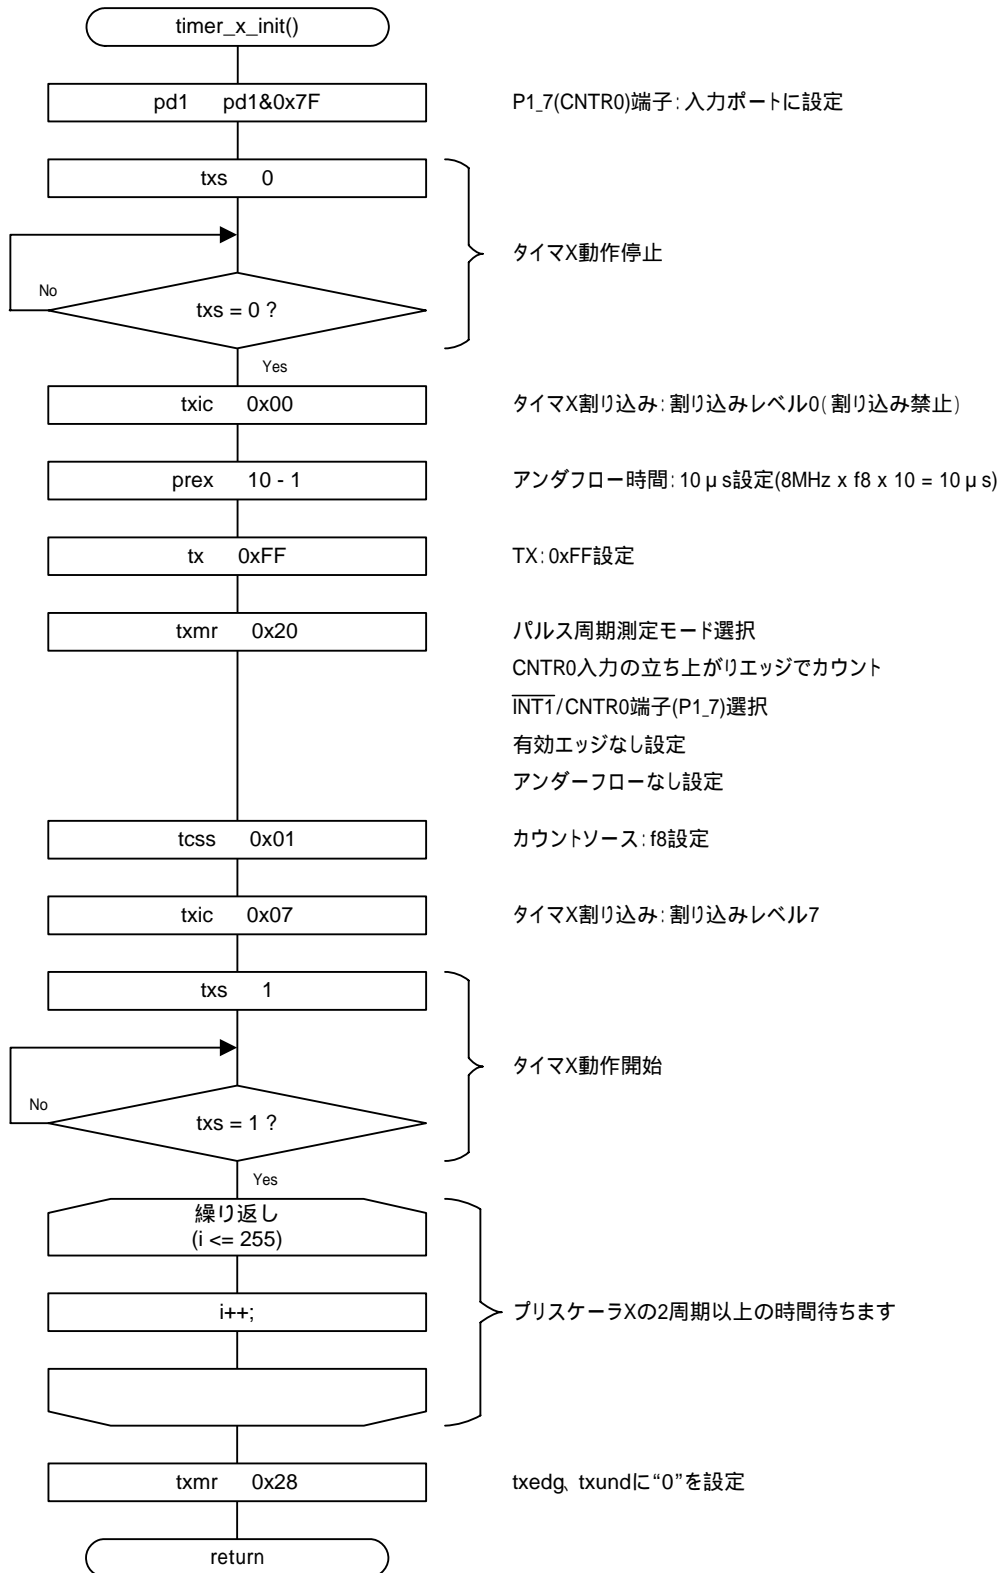 timer_x_init()
pd1 pd1&0x7F
P1_7(CNTR0)端子:入力ポートに設定
txs 0
タイマX動作停止
No
txs = 0 ?
Yes
txic 0x00
タイマX割り込み:割り込みレベル0(割り込み禁止)
prex 10 - 1
アンダフロー時間:10μs設定(8MHz x f8 x 10 = 10μs)
tx 0xFF
TX:0xFF設定
txmr 0x20
パルス周期測定モード選択
CNTR0入力の立ち上がりエッジでカウント
INT1/CNTR0端子(P1_7)選択
有効エッジなし設定
アンダーフローなし設定
tcss 0x01
カウントソース:f8設定
txic 0x07
タイマX割り込み:割り込みレベル7
txs 1
タイマX動作開始
No
txs = 1 ?
Yes
繰り返し
(i <= 255)
i++;
プリスケーラXの2周期以上の時間待ちます
txmr 0x28
txedg、txundに“0”を設定
return